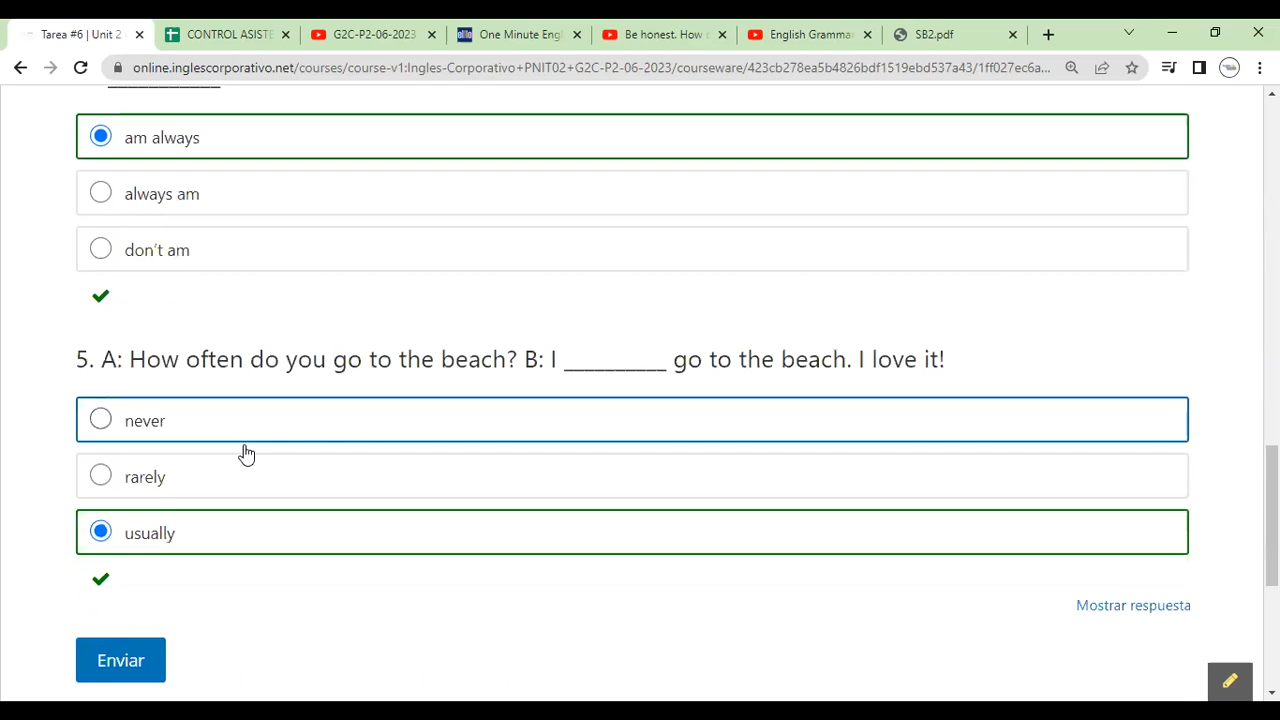 Tarea #6 | Unit 2
CONTROL ASISTE
G2C-P2-06-2023
ello
One Minute Engl
Be honest. How
English Gramma
SB2.pdf
online.inglescorporativo.net/courses/course-v1:Ingles-Corporativo+PNIT02+G2C-P2-06-2023/courseware/423cb278ea5b4826bdf1519ebd537a43/1ff027ec6a...
am always
always am
don't am
5. A: How often do you go to the beach? B: I __________ go to the beach. I love it!
never
rarely
usually
Mostrar respuesta
Enviar